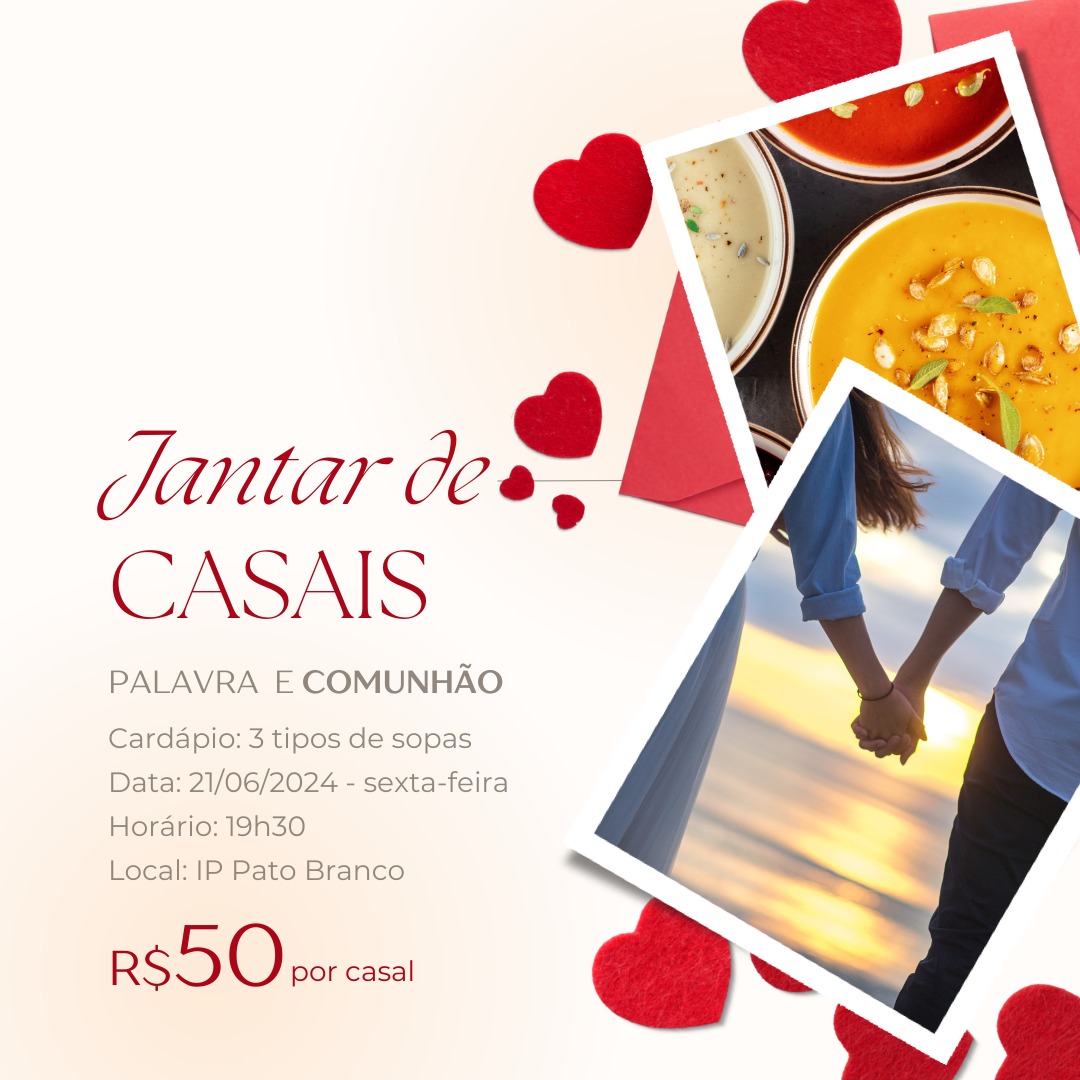 Jantar de
CASAIS
PALAVRA E COMUNHÃO
Cardápio: 3 tipos de sopas
Data: 21/06/2024 - sexta-feira
Horário: 19h30
Local: IP Pato Branco
R$50 por casal